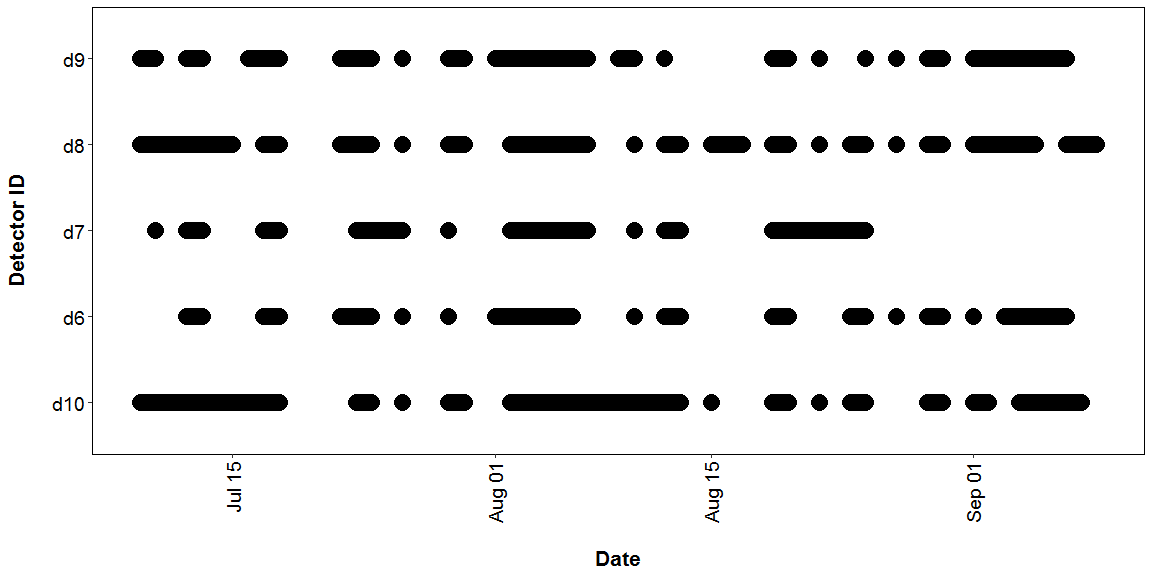 Detector ID
d9
d8
d7
d6
d10
Jul 15
Aug 01
Aug 15
Sep 01
Date